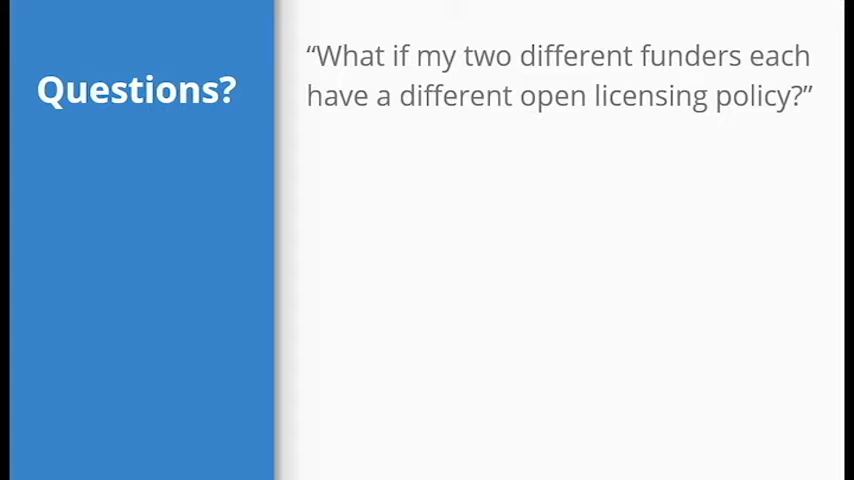 Questions?
“What if my two different funders each
have a different open licensing policy?”